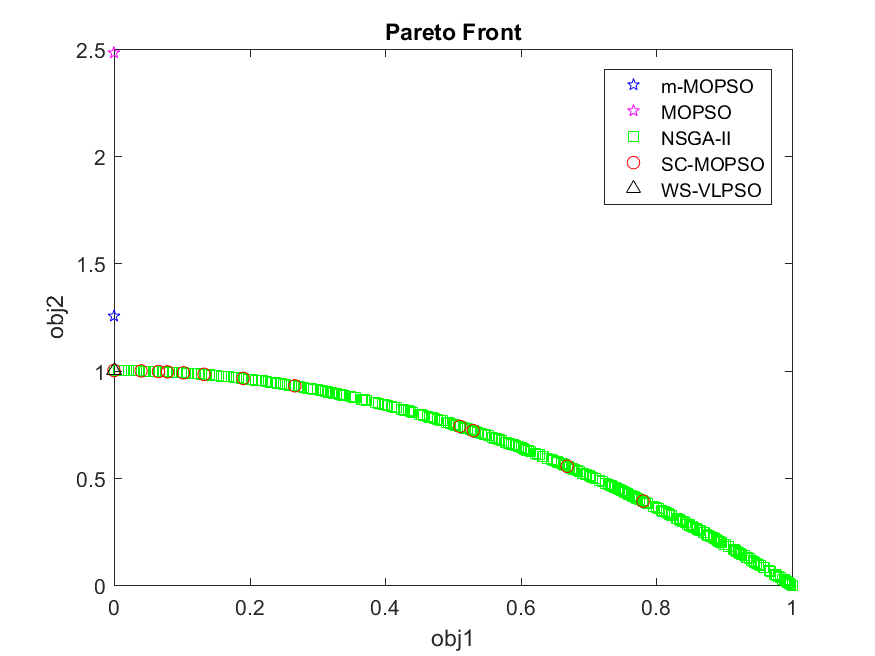 Pareto Front
2.5
2
1.5
1
0.5
0
obj2
m-MOPSO
MOPSO
NSGA-II
SC-MOPSO
WS-VLPSO
0 0.2 0.4 0.6 0.8 1
obj1